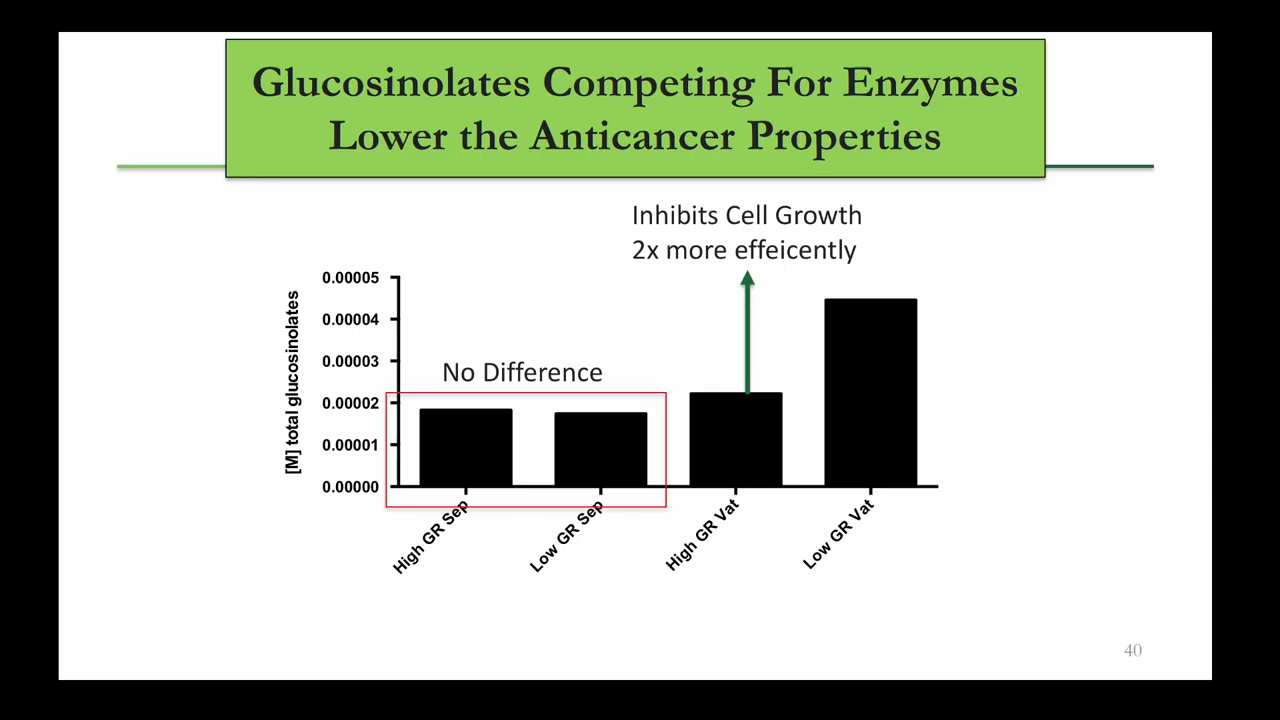 Glucosinolates Competing For Enzymes
Lower the Anticancer Properties
Inhibits Cell Growth
2x more effeicently
No Difference
[M] total glucosinolates
0.00005
0.00004
0.00003
0.00002
0.00001
0.00000
High GR Sep
Low GR Sep
High GR Vat
Low GR Vat
40